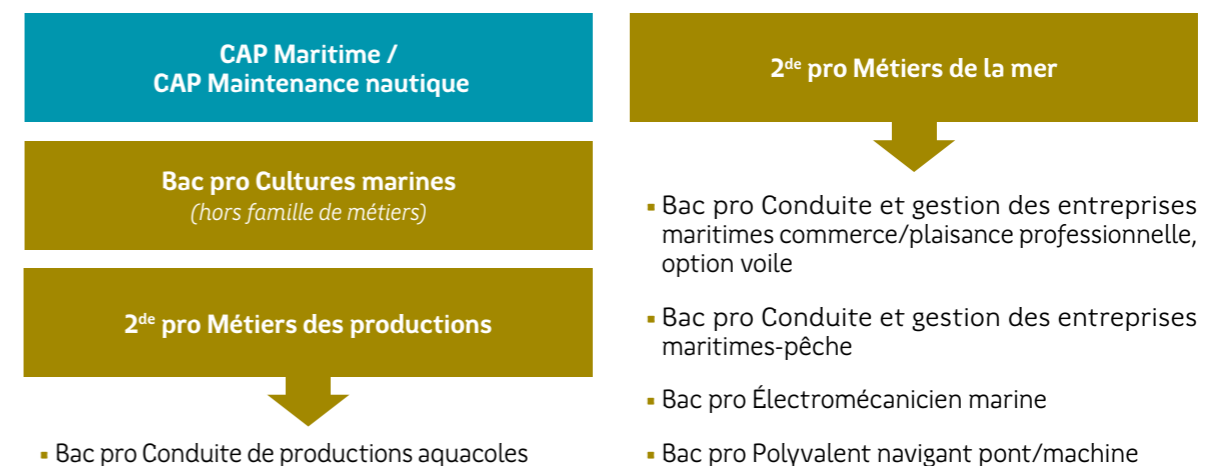 CAP Maritime /
CAP Maintenance nautique
Bac pro Cultures marines
(hors famille de métiers)
2de pro Métiers des productions
▪ Bac pro Conduite de productions aquacoles
2de pro Métiers de la mer
▪ Bac pro Conduite et gestion des entreprises
maritimes commerce/plaisance professionnelle,
option voile
▪ Bac pro Conduite et gestion des entreprises
maritimes-pêche
▪ Bac pro Électromécanicien marine
▪ Bac pro Polyvalent navigant pont/machine